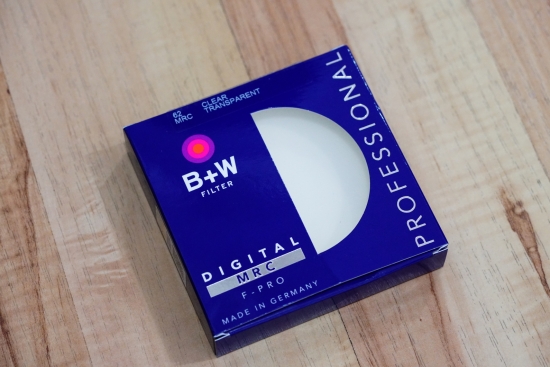 62 CLEAR
MRC TRANSPARENT
B+W
FILTER
DIGITAL
MRC
F-PRO
MADE IN GERMANY
PROFESSIONAL